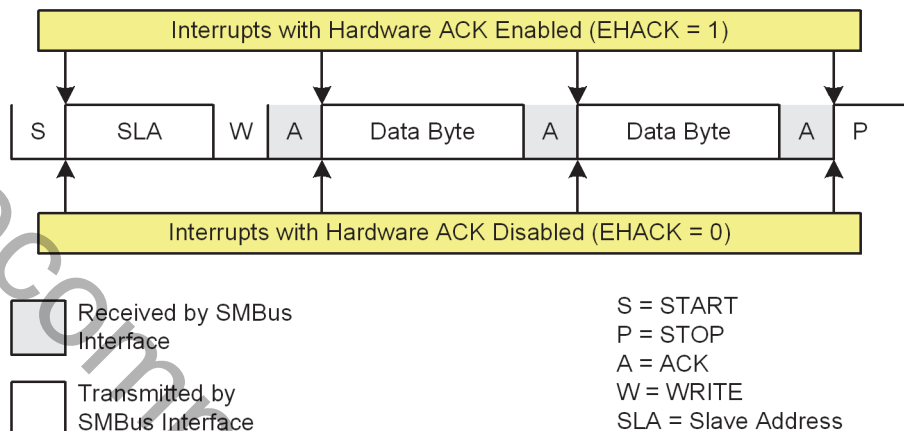 Interrupts with Hardware ACK Enabled (EHACK = 1)
S SLA W A Data Byte A Data Byte A P
Interrupts with Hardware ACK Disabled (EHACK = 0)
Received by SMBus
Interface
Transmitted by
SMBus Interface
S = START
P = STOP
A = ACK
W = WRITE
SLA = Slave Address